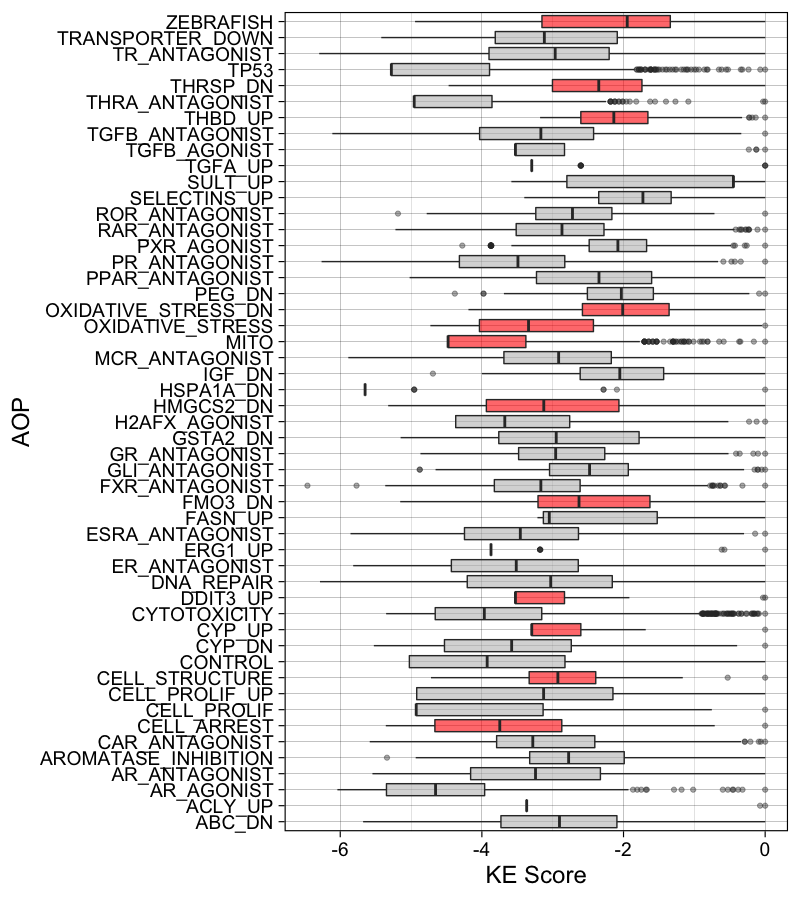 ZEBRAFISH
TRANSPORTER_DOWN
TR_ANTAGONIST
TP53
THRSP_DN
THRA_ANTAGONIST
THBD_UP
TGFB_ANTAGONIST
TGFB_AGONIST
TGFA_UP
SULT_UP
SELECTINS_UP
ROR_ANTAGONIST
RAR_ANTAGONIST
PXR_AGONIST
PR_ANTAGONIST
PPAR_ANTAGONIST
PEG_DN
OXIDATIVE_STRESS_DN
OXIDATIVE_STRESS
MITO
MCR_ANTAGONIST
IGF_DN
HSPA1A_DN
HMGCS2_DN
H2AFX_AGONIST
GSTA2_DN
GR_ANTAGONIST
GLI_ANTAGONIST
FXR_ANTAGONIST
FMO3_DN
FASN_UP
ESRA_ANTAGONIST
ERG1_UP
ER_ANTAGONIST
DNA_REPAIR
DDIT3_UP
CYTOTOXICITY
CYP_UP
CYP_DN
CONTROL
CELL_STRUCTURE
CELL_PROLIF_UP
CELL_PROLIF
CELL_ARREST
CAR_ANTAGONIST
AROMATASE_INHIBITION
AR_ANTAGONIST
AR_AGONIST
ACLY_UP
ABC_DN
AOP
-6 -4 -2 0
KE Score